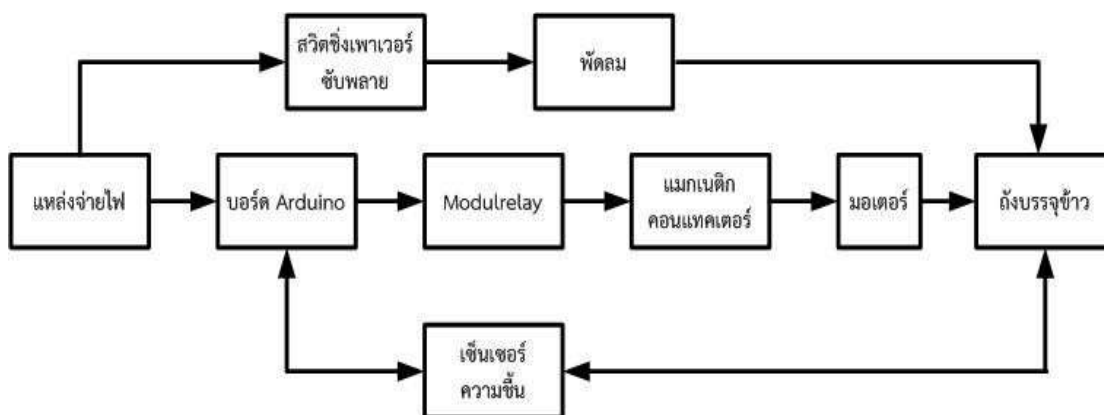 สวิตชิ่งเพาเวอร์
ซับพลาย
พัดลม
แหล่งจ่ายไฟ
บอร์ด Arduino
Modulrelay
แมกเนติก
คอนแทคเตอร์
มอเตอร์
ถังบรรจุข้าว
เซ็นเซอร์
ความชื้น